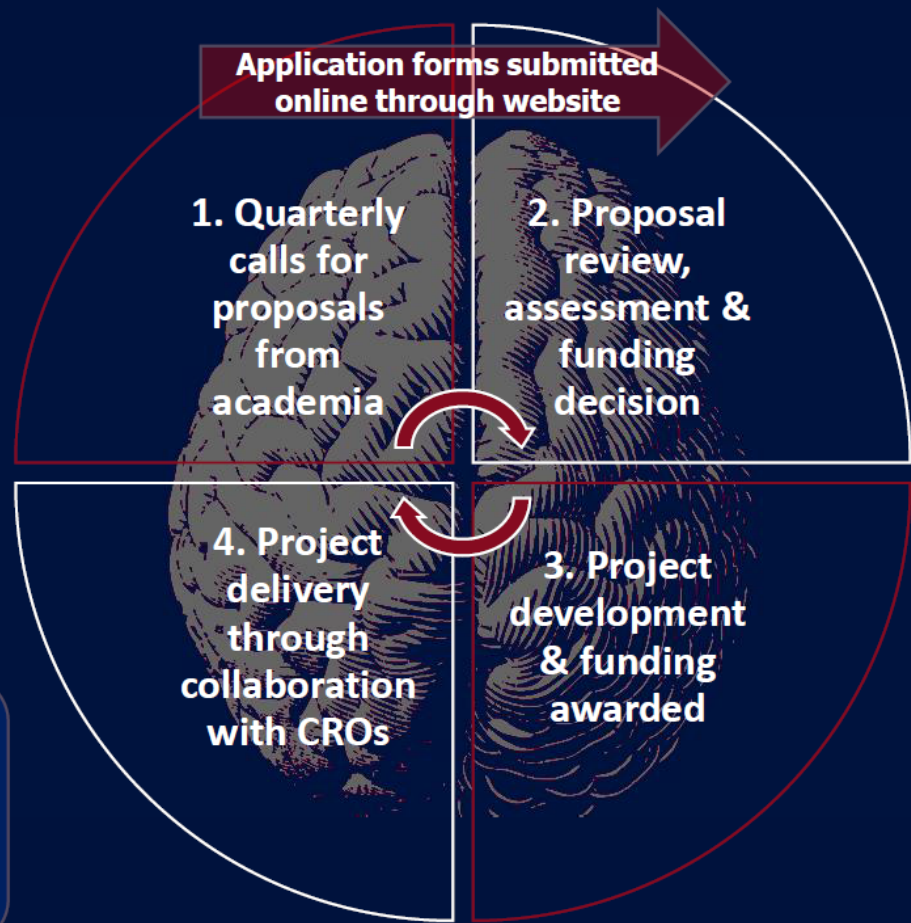 Application forms submitted
online through website
1. Quarterly
calls for
proposals
from
academia
2. Proposal
review,
assessment &
funding
decision
3. Project
development
& funding
awarded
4. Project
delivery
through
collaboration
with CROs